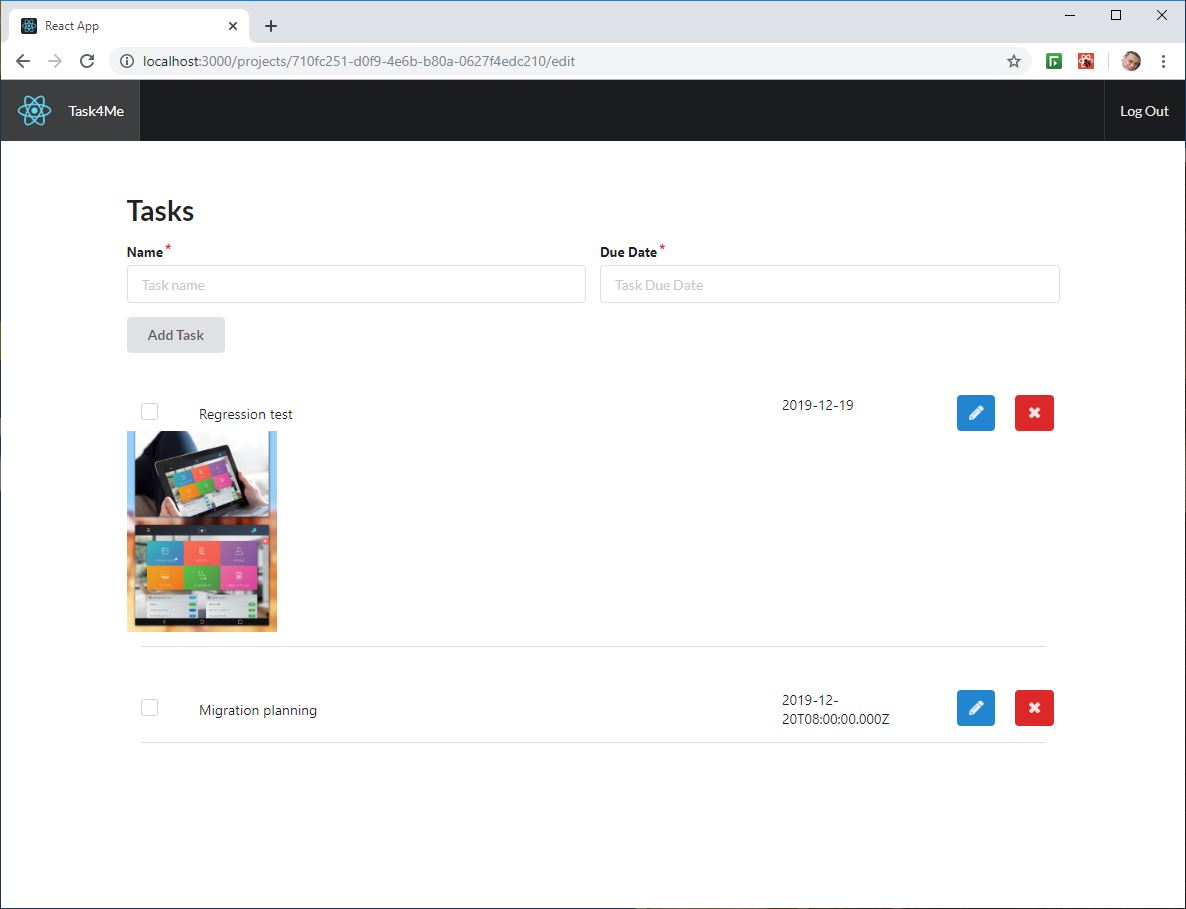 React App
localhost:3000/projects/710fc251-d0f9-4e6b-b80a-0627f4edc210/edit
Task4Me
Log Out
Tasks
Name*
Due Date*
Task name
Task Due Date
Add Task
Regression test
2019-12-19
Migration planning
2019-12-
20T08:00:00.000Z